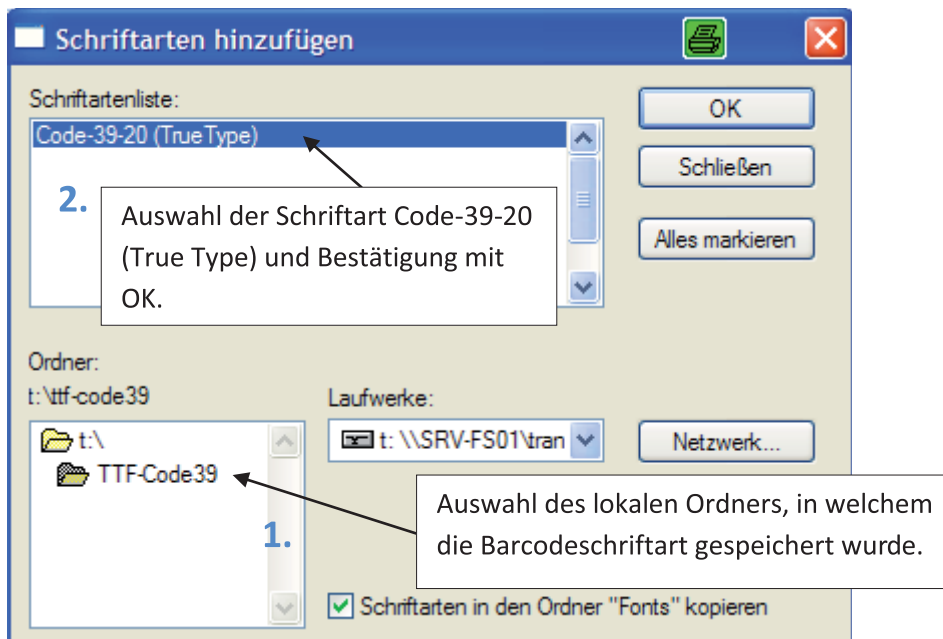 Schriftarten hinzufügen
Schriftartenliste:
Code-39-20 (TrueType)
OK
Schließen
Alles markieren
2.
Auswahl der Schriftart Code-39-20
(True Type) und Bestätigung mit
OK.
Ordner:
t:\ttf-code39
Laufwerke:
t:\
TTF-Code39
t: \\SRV-FS01\tran
Netzwerk...
1.
Auswahl des lokalen Ordners, in welchem
die Barcodeschriftart gespeichert wurde.
Schriftarten in den Ordner "Fonts" kopieren